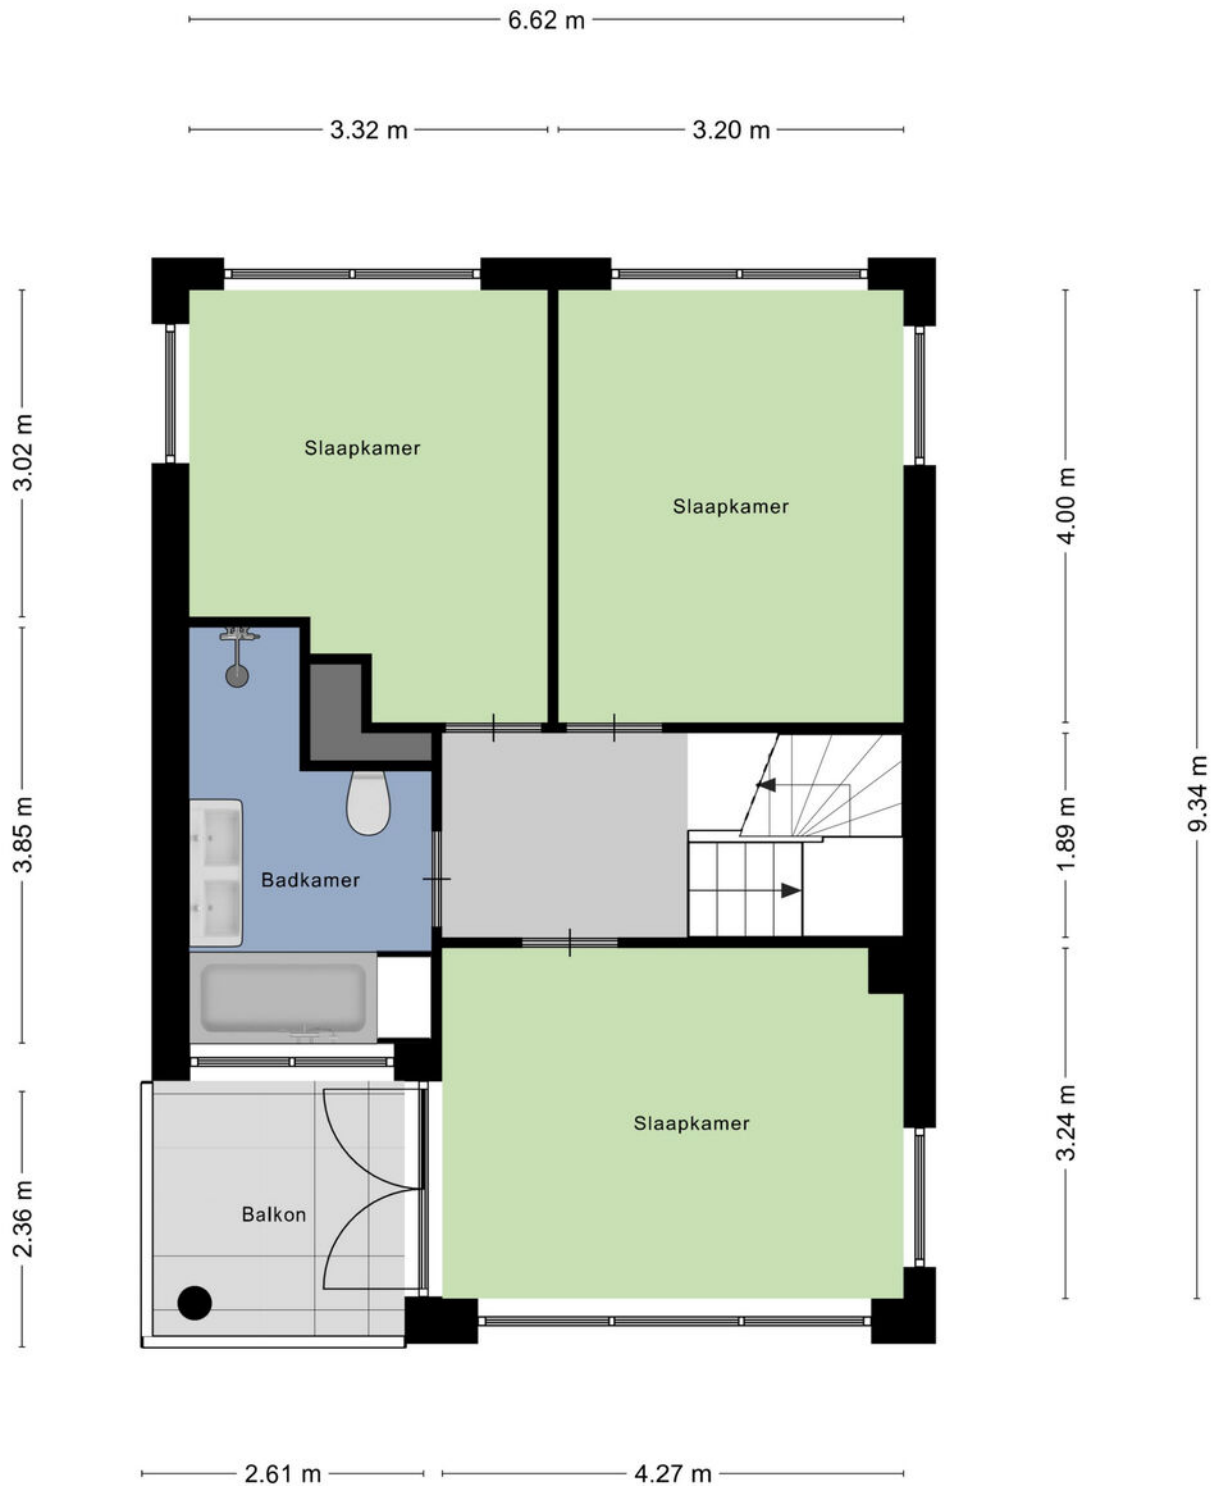 6.62 m
3.32 m
3.20 m
3.02 m
Slaapkamer
Slaapkamer
4.00 m
3.85 m
Badkamer
1.89 m
9.34 m
Slaapkamer
3.24 m
Balkon
2.36 m
2.61 m
4.27 m